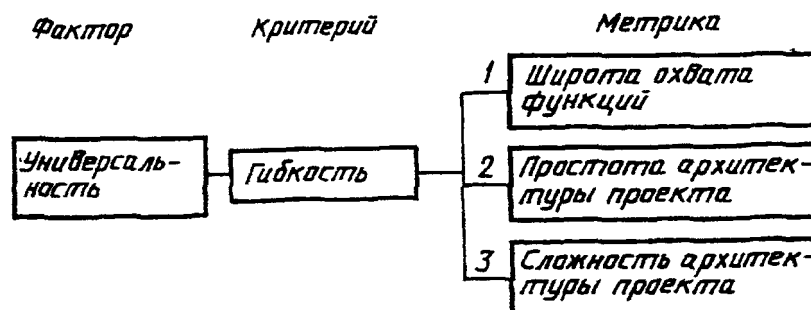 Фактор Критерий Метрика
1 Широта охвата
функций
Универсаль-
ность
Гибкость
2 Простота архитек-
туры проекта
3 Сложность архитек-
туры проекта